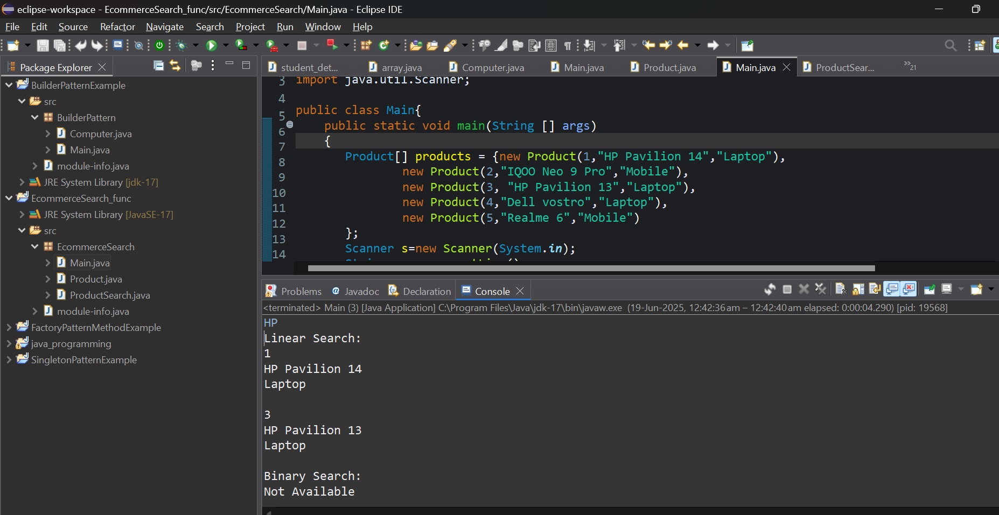 eclipse-workspace - EcommerceSearch_func/src/EcommerceSearch/Main.java - Eclipse IDE
File Edit Source Refactor Navigate Search Project Run Window Help
Package Explorer
BuilderPatternExample
src
BuilderPattern
Computer.java
Main.java
module-info.java
JRE System Library [jdk-17]
EcommerceSearch_func
JRE System Library [JavaSE-17]
src
EcommerceSearch
Main.java
Product.java
ProductSearch.java
module-info.java
FactoryPatternMethodExample
java_programming
SingletonPatternExample
student_det... array.java Computer.java Main.java Product.java Main.java ProductSear... »21
3 import java.util.Scanner;
4
5 public class Main{
6 public static void main(String [] args)
7 {
8 Product[] products = {new Product(1,"HP Pavilion 14","Laptop"),
9 new Product(2,"IQOO Neo 9 Pro","Mobile"),
10 new Product(3, "HP Pavilion 13","Laptop"),
11 new Product(4,"Dell vostro","Laptop"),
12 new Product(5,"Realme 6","Mobile")
13 };
14 Scanner s=new Scanner(System.in);
Problems @ Javadoc Declaration Console
<terminated> Main (3) [Java Application] C:\Program Files\Java\jdk-17\bin\javaw.exe (19-Jun-2025, 12:42:36 am – 12:42:40 am elapsed: 0:00:04.290) [pid: 19568]
HP
Linear Search:
1
HP Pavilion 14
Laptop
3
HP Pavilion 13
Laptop
Binary Search:
Not Available